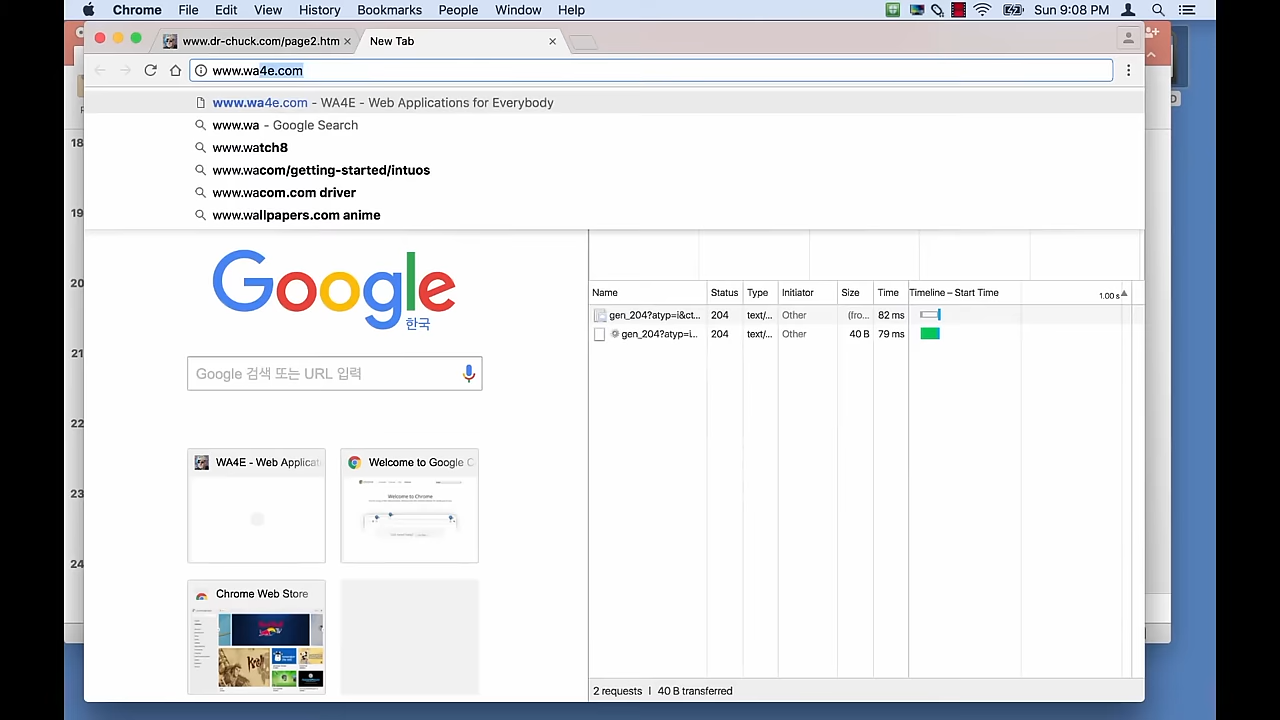 Chrome File Edit View History Bookmarks People Window Help Sun 9:08 PM
www.dr-chuck.com/page2.htm New Tab
www.wa4e.com
www.wa4e.com - WA4E - Web Applications for Everybody
www.wa - Google Search
www.watch8
www.wacom/getting-started/intuos
www.wacom.com driver
www.wallpapers.com anime
18
19
20
21
22
23
24
Google
한국
Google 검색 또는 URL 입력
WA4E - Web Applicati
Welcome to Google C
Welcome to Chrome
Chrome Web Store
1.00 s
Name Status Type Initiator Size Time Timeline – Start Time
gen_204?atyp=i&ct... 204 text/... Other (fro... 82 ms
gen_204?atyp=i... 204 text/... Other 40 B 79 ms
2 requests | 40 B transferred